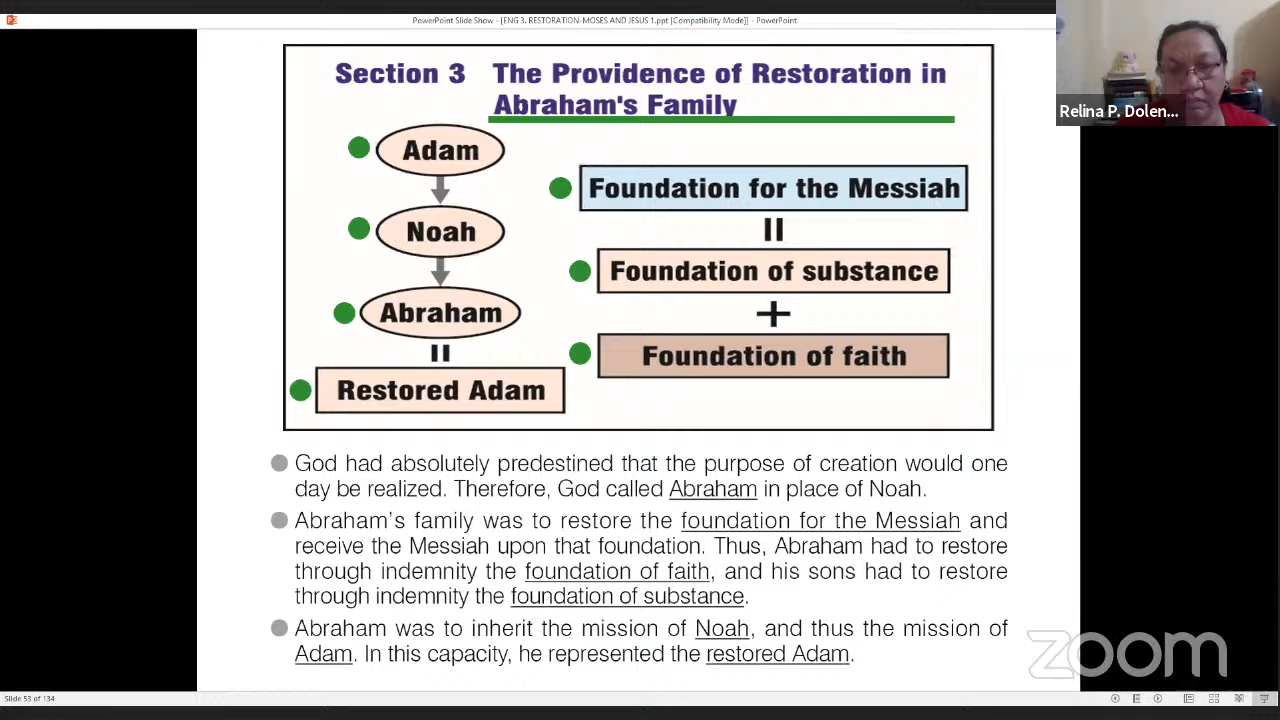 PowerPoint Slide Show - [ENG 3. RESTORATION-MOSES AND JESUS 1.ppt [Compatibility Mode]] - PowerPoint
Relina P. Dolen...
Section 3 The Providence of Restoration in
Abraham's Family
Adam
Noah
Abraham
Restored Adam
Foundation for the Messiah
Foundation of substance
+
Foundation of faith
God had absolutely predestined that the purpose of creation would one
day be realized. Therefore, God called Abraham in place of Noah.
Abraham's family was to restore the foundation for the Messiah and
receive the Messiah upon that foundation. Thus, Abraham had to restore
through indemnity the foundation of faith, and his sons had to restore
through indemnity the foundation of substance.
Abraham was to inherit the mission of Noah, and thus the mission of
Adam. In this capacity, he represented the restored Adam.
zoom
Slide 53 of 134